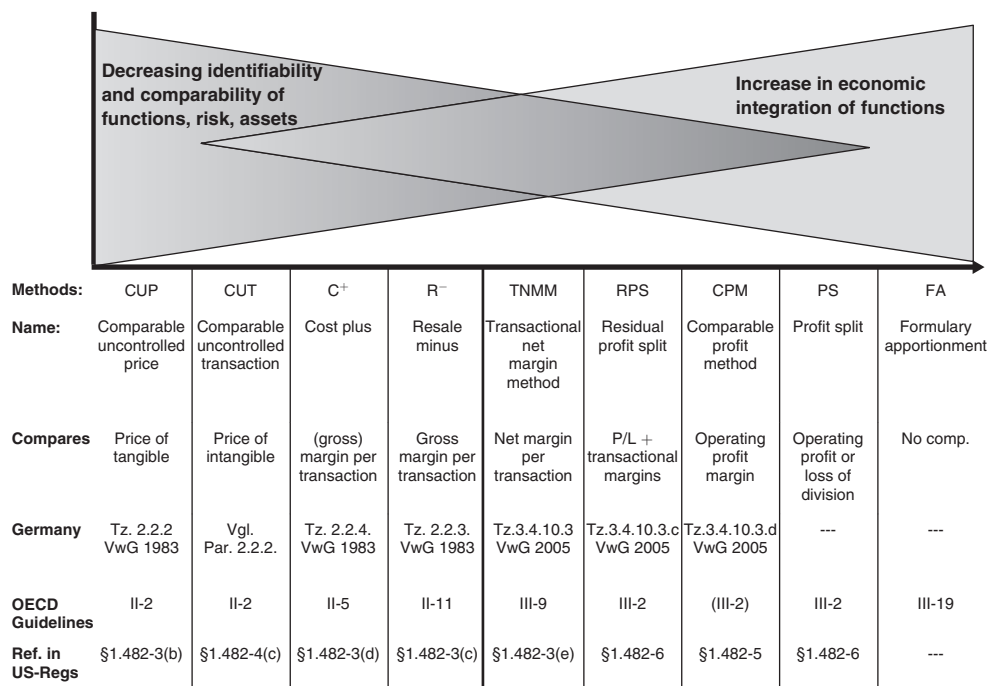 Decreasing identifiability
and comparability of
functions, risk, assets
Increase in economic
integration of functions
Methods: CUP CUT C+ R− TNMM RPS CPM PS FA
Name: Comparable Comparable Cost plus Resale Transactional Residual Comparable Profit split Formulary
uncontrolled uncontrolled minus net profit split profit apportionment
price transaction margin method
method
Compares Price of Price of (gross) Gross Net margin P/L + Operating Operating No comp.
tangible intangible margin per margin per per transactional profit profit or
transaction transaction transaction margins margin loss of
division
Germany Tz. 2.2.2 Vgl. Tz. 2.2.4. Tz. 2.2.3. Tz.3.4.10.3 Tz.3.4.10.3.c Tz.3.4.10.3.d --- ---
VwG 1983 Par. 2.2.2. VwG 1983 VwG 1983 VwG 2005 VwG 2005 VwG 2005
OECD II-2 II-2 II-5 II-11 III-9 III-2 (III-2) III-2 III-19
Guidelines
Ref. in §1.482-3(b) §1.482-4(c) §1.482-3(d) §1.482-3(c) §1.482-3(e) §1.482-6 §1.482-5 §1.482-6 ---
US-Regs